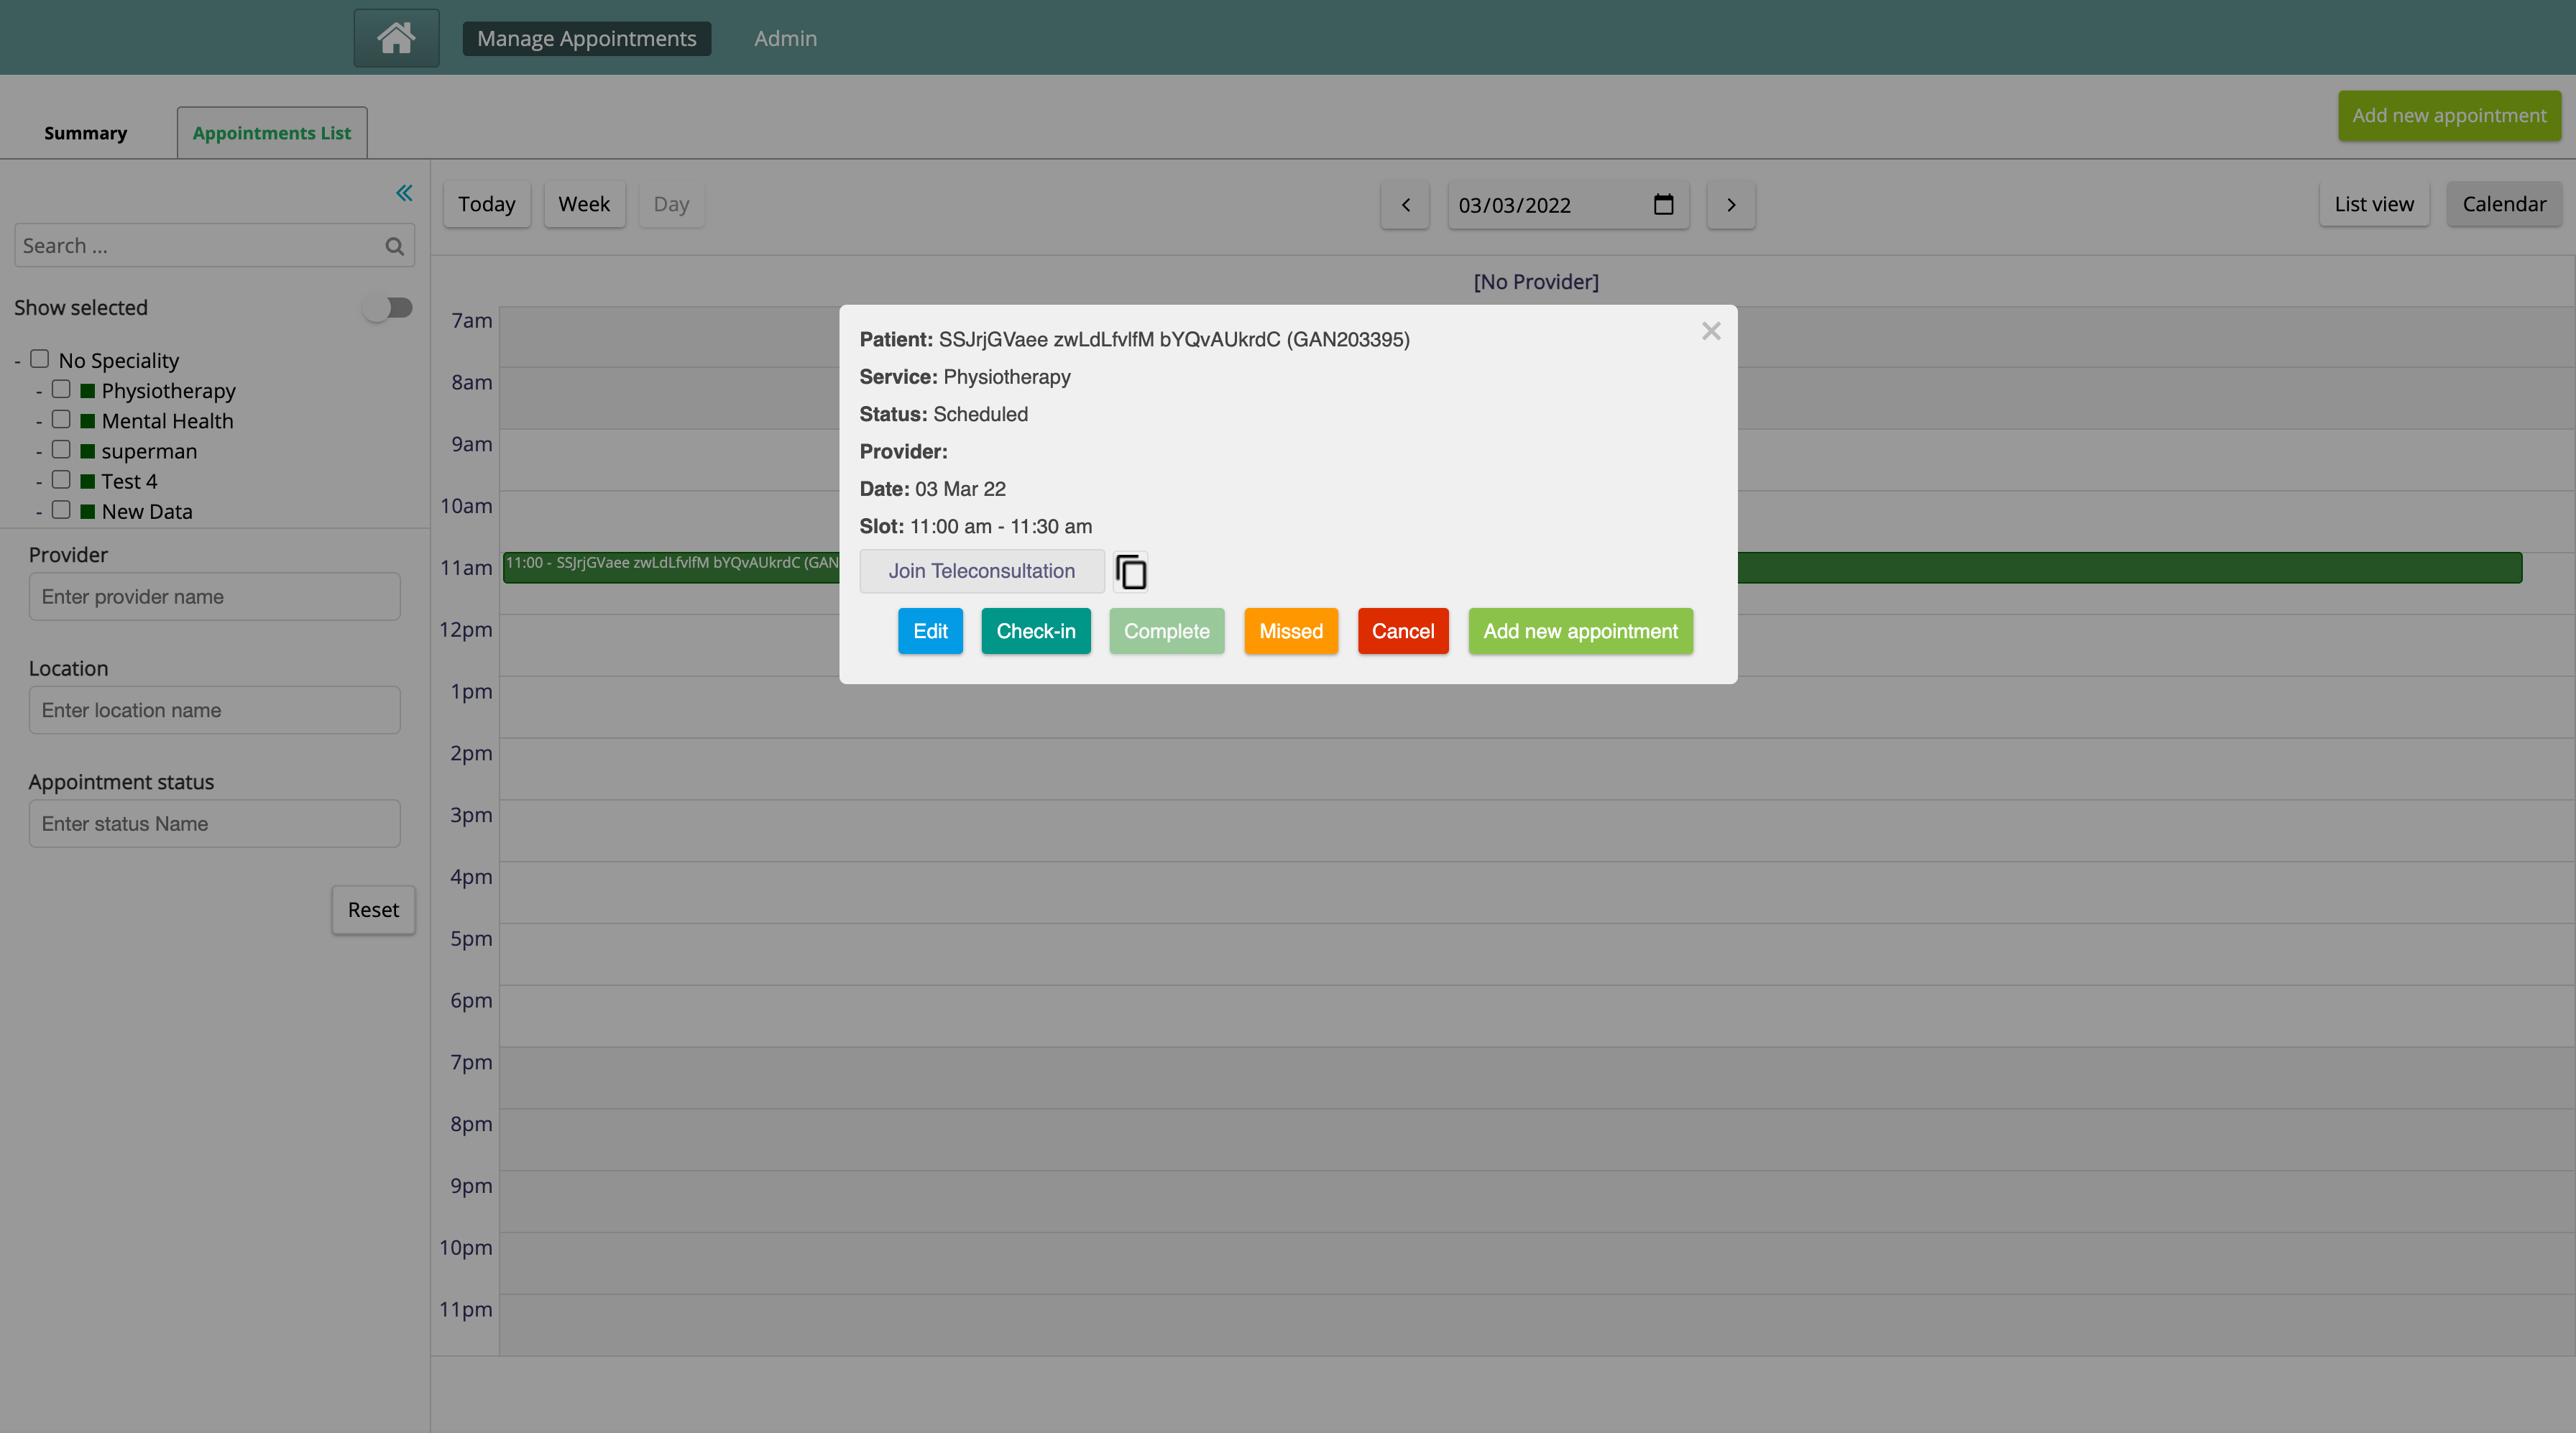 Manage Appointments
Admin
Summary
Appointments List
Add new appointment
Search ...
Show selected
- No Speciality
- Physiotherapy
- Mental Health
- superman
- Test 4
- New Data
Provider
Enter provider name
Location
Enter location name
Appointment status
Enter status Name
Reset
Today
Week
Day
03/03/2022
List view
Calendar
[No Provider]
7am
8am
9am
10am
11am
12pm
1pm
2pm
3pm
4pm
5pm
6pm
7pm
8pm
9pm
10pm
11pm
11:00 - SSJrjGVaee zwLdLfvlfM bYQvAUkrdC (GAN
Patient: SSJrjGVaee zwLdLfvlfM bYQvAUkrdC (GAN203395)
Service: Physiotherapy
Status: Scheduled
Provider:
Date: 03 Mar 22
Slot: 11:00 am - 11:30 am
Join Teleconsultation
Edit
Check-in
Complete
Missed
Cancel
Add new appointment